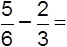 5/6 − 2/3 =